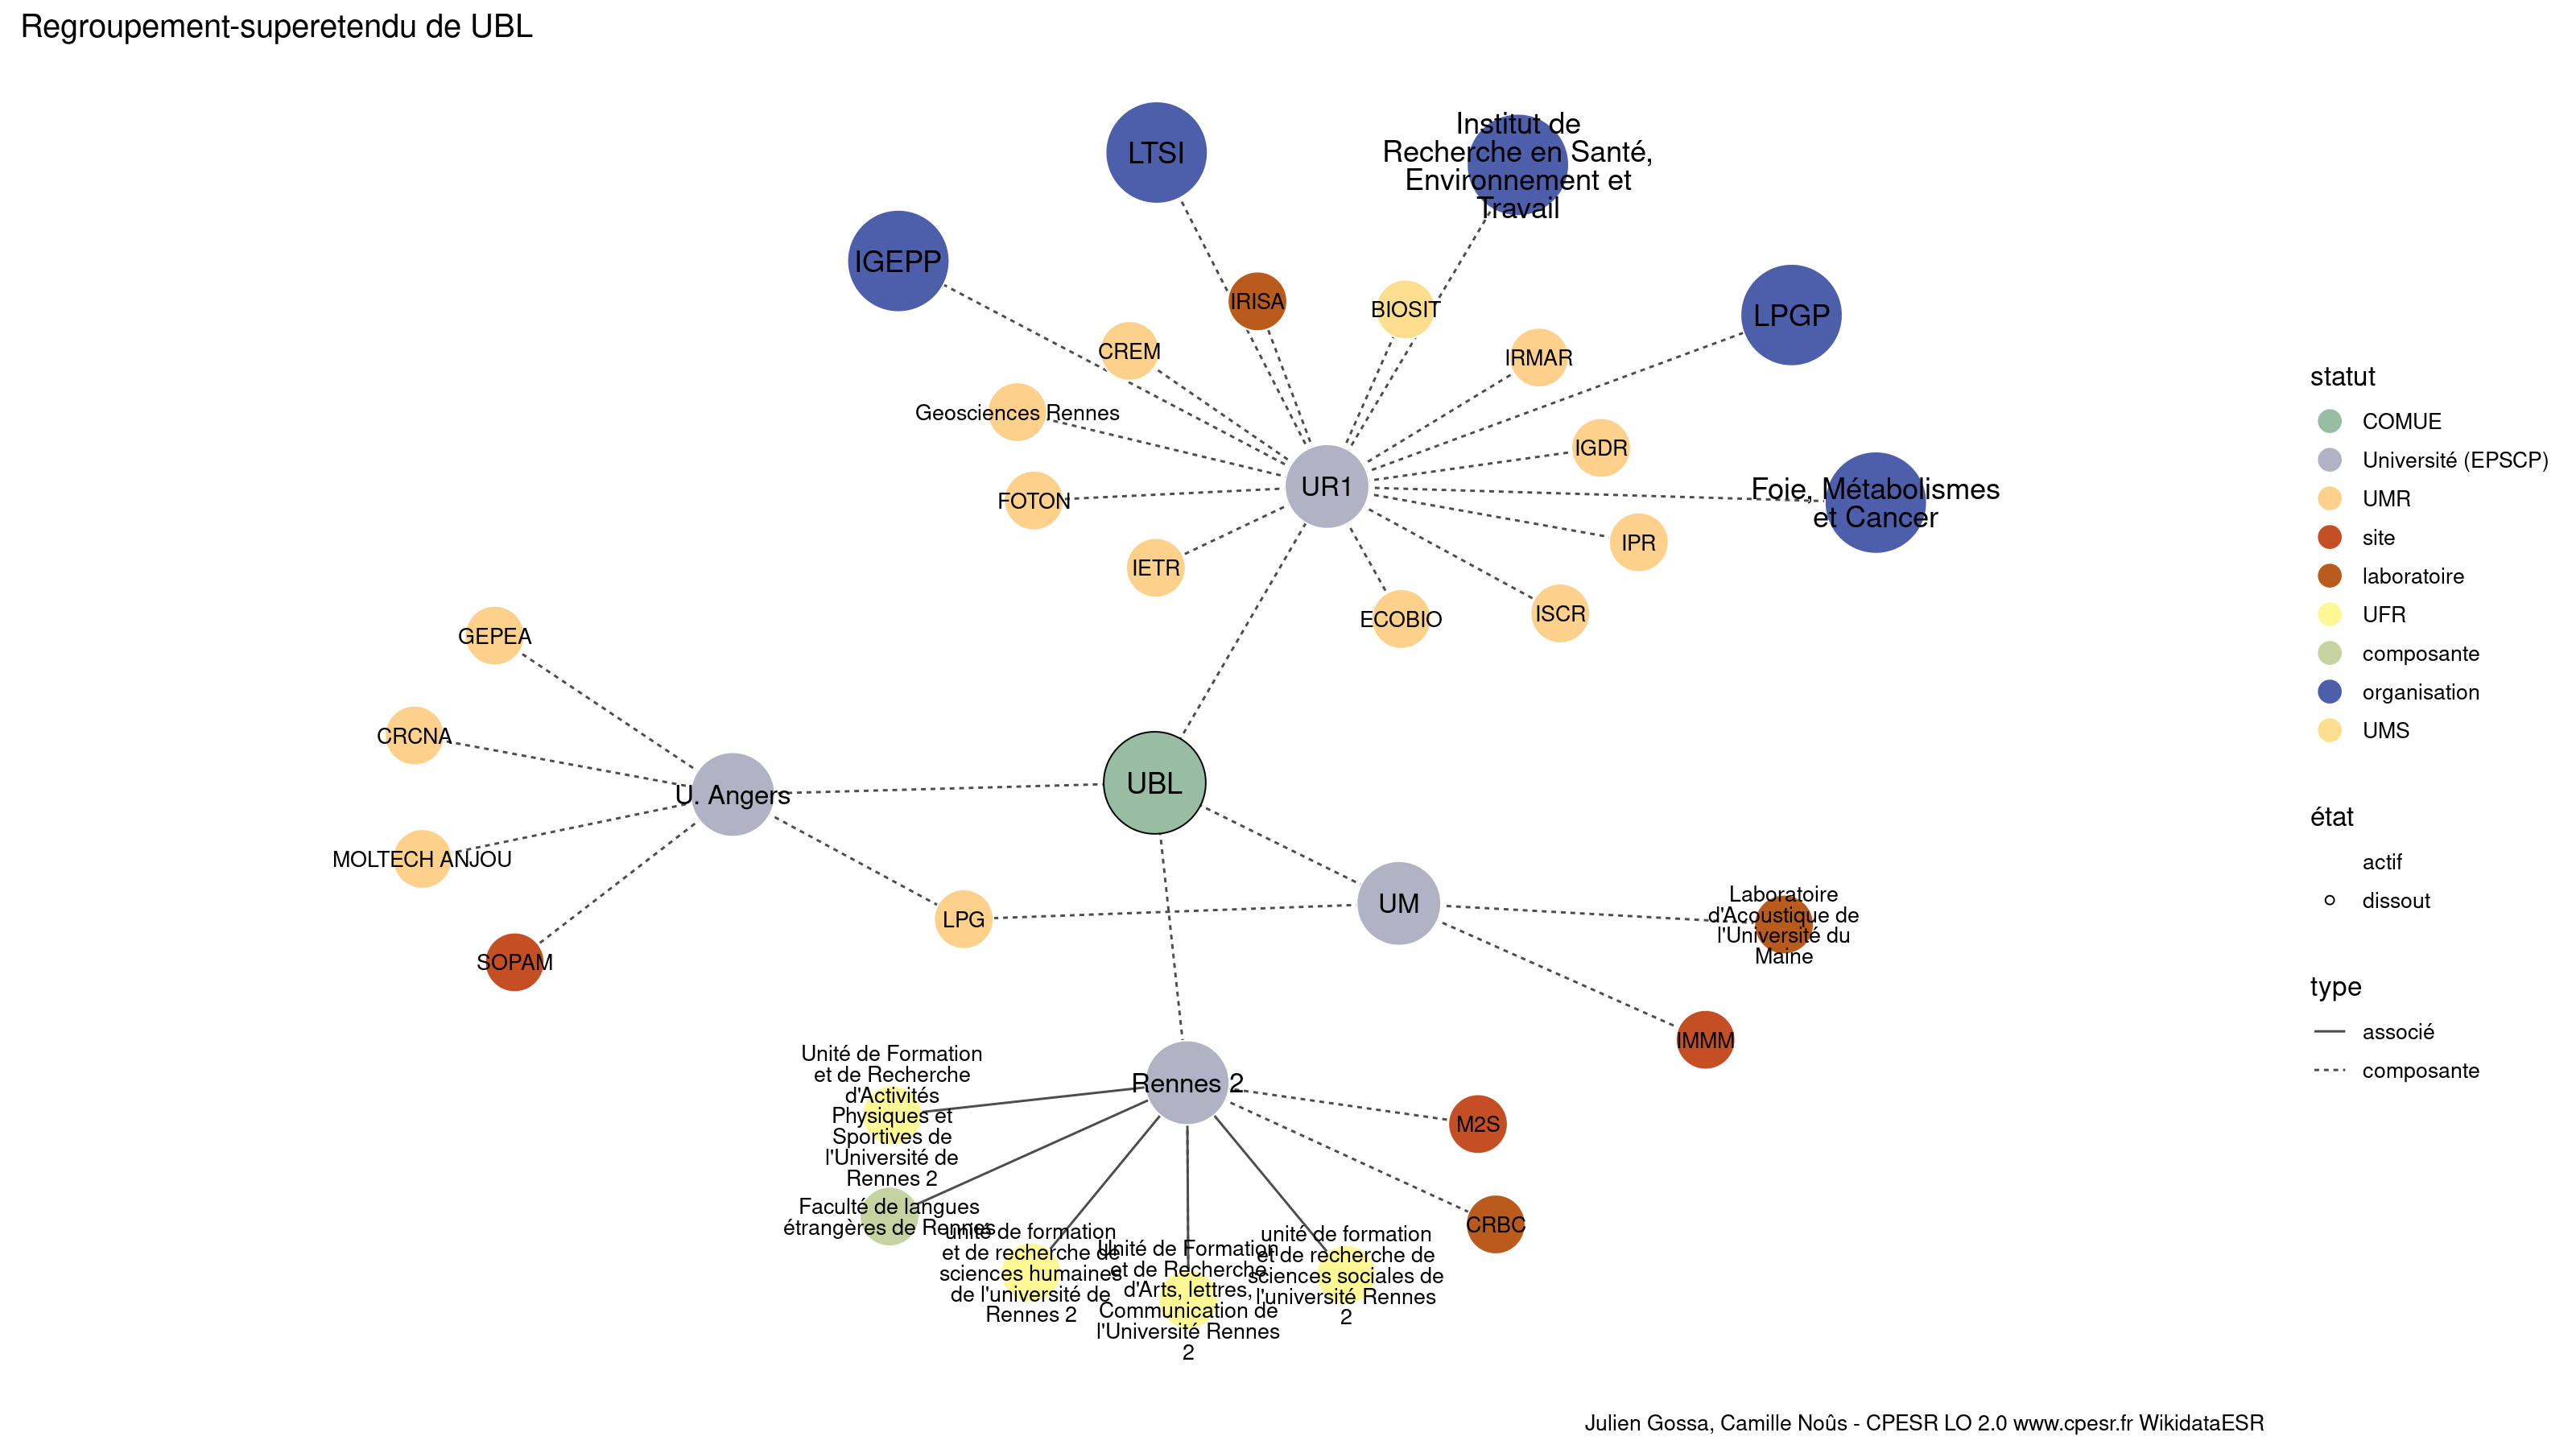 Regroupement-superetendu de UBL
LTSI
Institut de
Recherche en Santé,
Environnement et
Travail
IGEPP
IRISA
BIOSIT
LPGP
CREM
IRMAR
Geosciences Rennes
IGDR
UR1
Foie, Métabolismes
et Cancer
FOTON
IPR
IETR
ECOBIO
ISCR
GEPEA
CRCNA
U. Angers
UBL
MOLTECH ANJOU
LPG
UM
Laboratoire
d'Acoustique de
l'Université du
Maine
SOPAM
IMMM
Rennes 2
Unité de Formation
et de Recherche
d'Activités
Physiques et
Sportives de
l'Université de
Rennes 2
M2S
Faculté de langues
étrangères de Rennes
CRBC
unité de formation
et de recherche de
sciences humaines
de l'université de
Rennes 2
Unité de Formation
et de Recherche
d'Arts, lettres,
Communication de
l'Université Rennes
2
unité de formation
et de recherche de
sciences sociales de
l'université Rennes
2
statut
COMUE
Université (EPSCP)
UMR
site
laboratoire
UFR
composante
organisation
UMS
état
actif
dissout
type
associé
composante
Julien Gossa, Camille Noûs - CPESR LO 2.0 www.cpesr.fr WikidataESR